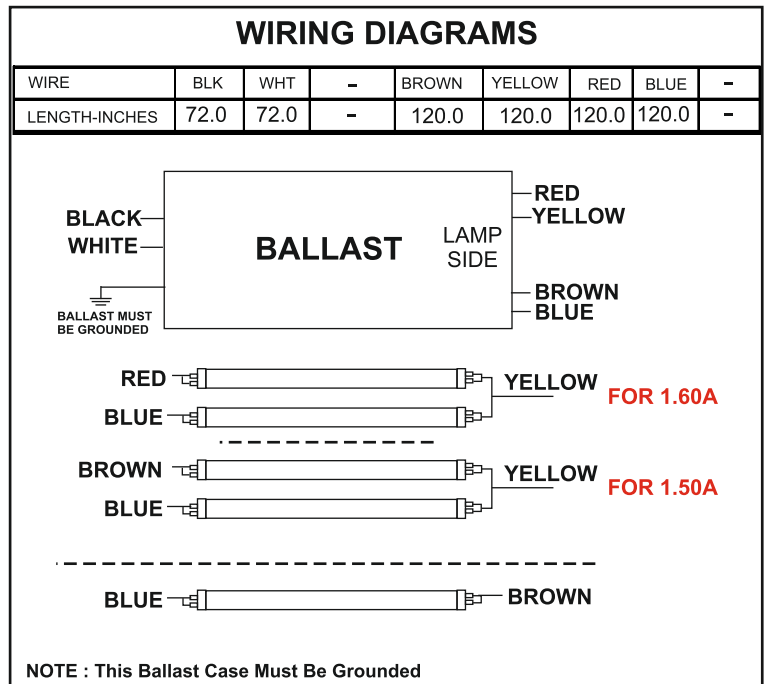 WIRING DIAGRAMS
WIRE BLK WHT - BROWN YELLOW RED BLUE -
LENGTH-INCHES 72.0 72.0 - 120.0 120.0 120.0 120.0 -
BLACK
WHITE
BALLAST MUST
BE GROUNDED
BALLAST
LAMP
SIDE
RED
YELLOW
BROWN
BLUE
RED
BLUE
YELLOW
FOR 1.60A
BROWN
BLUE
YELLOW
FOR 1.50A
BLUE
BROWN
NOTE : This Ballast Case Must Be Grounded